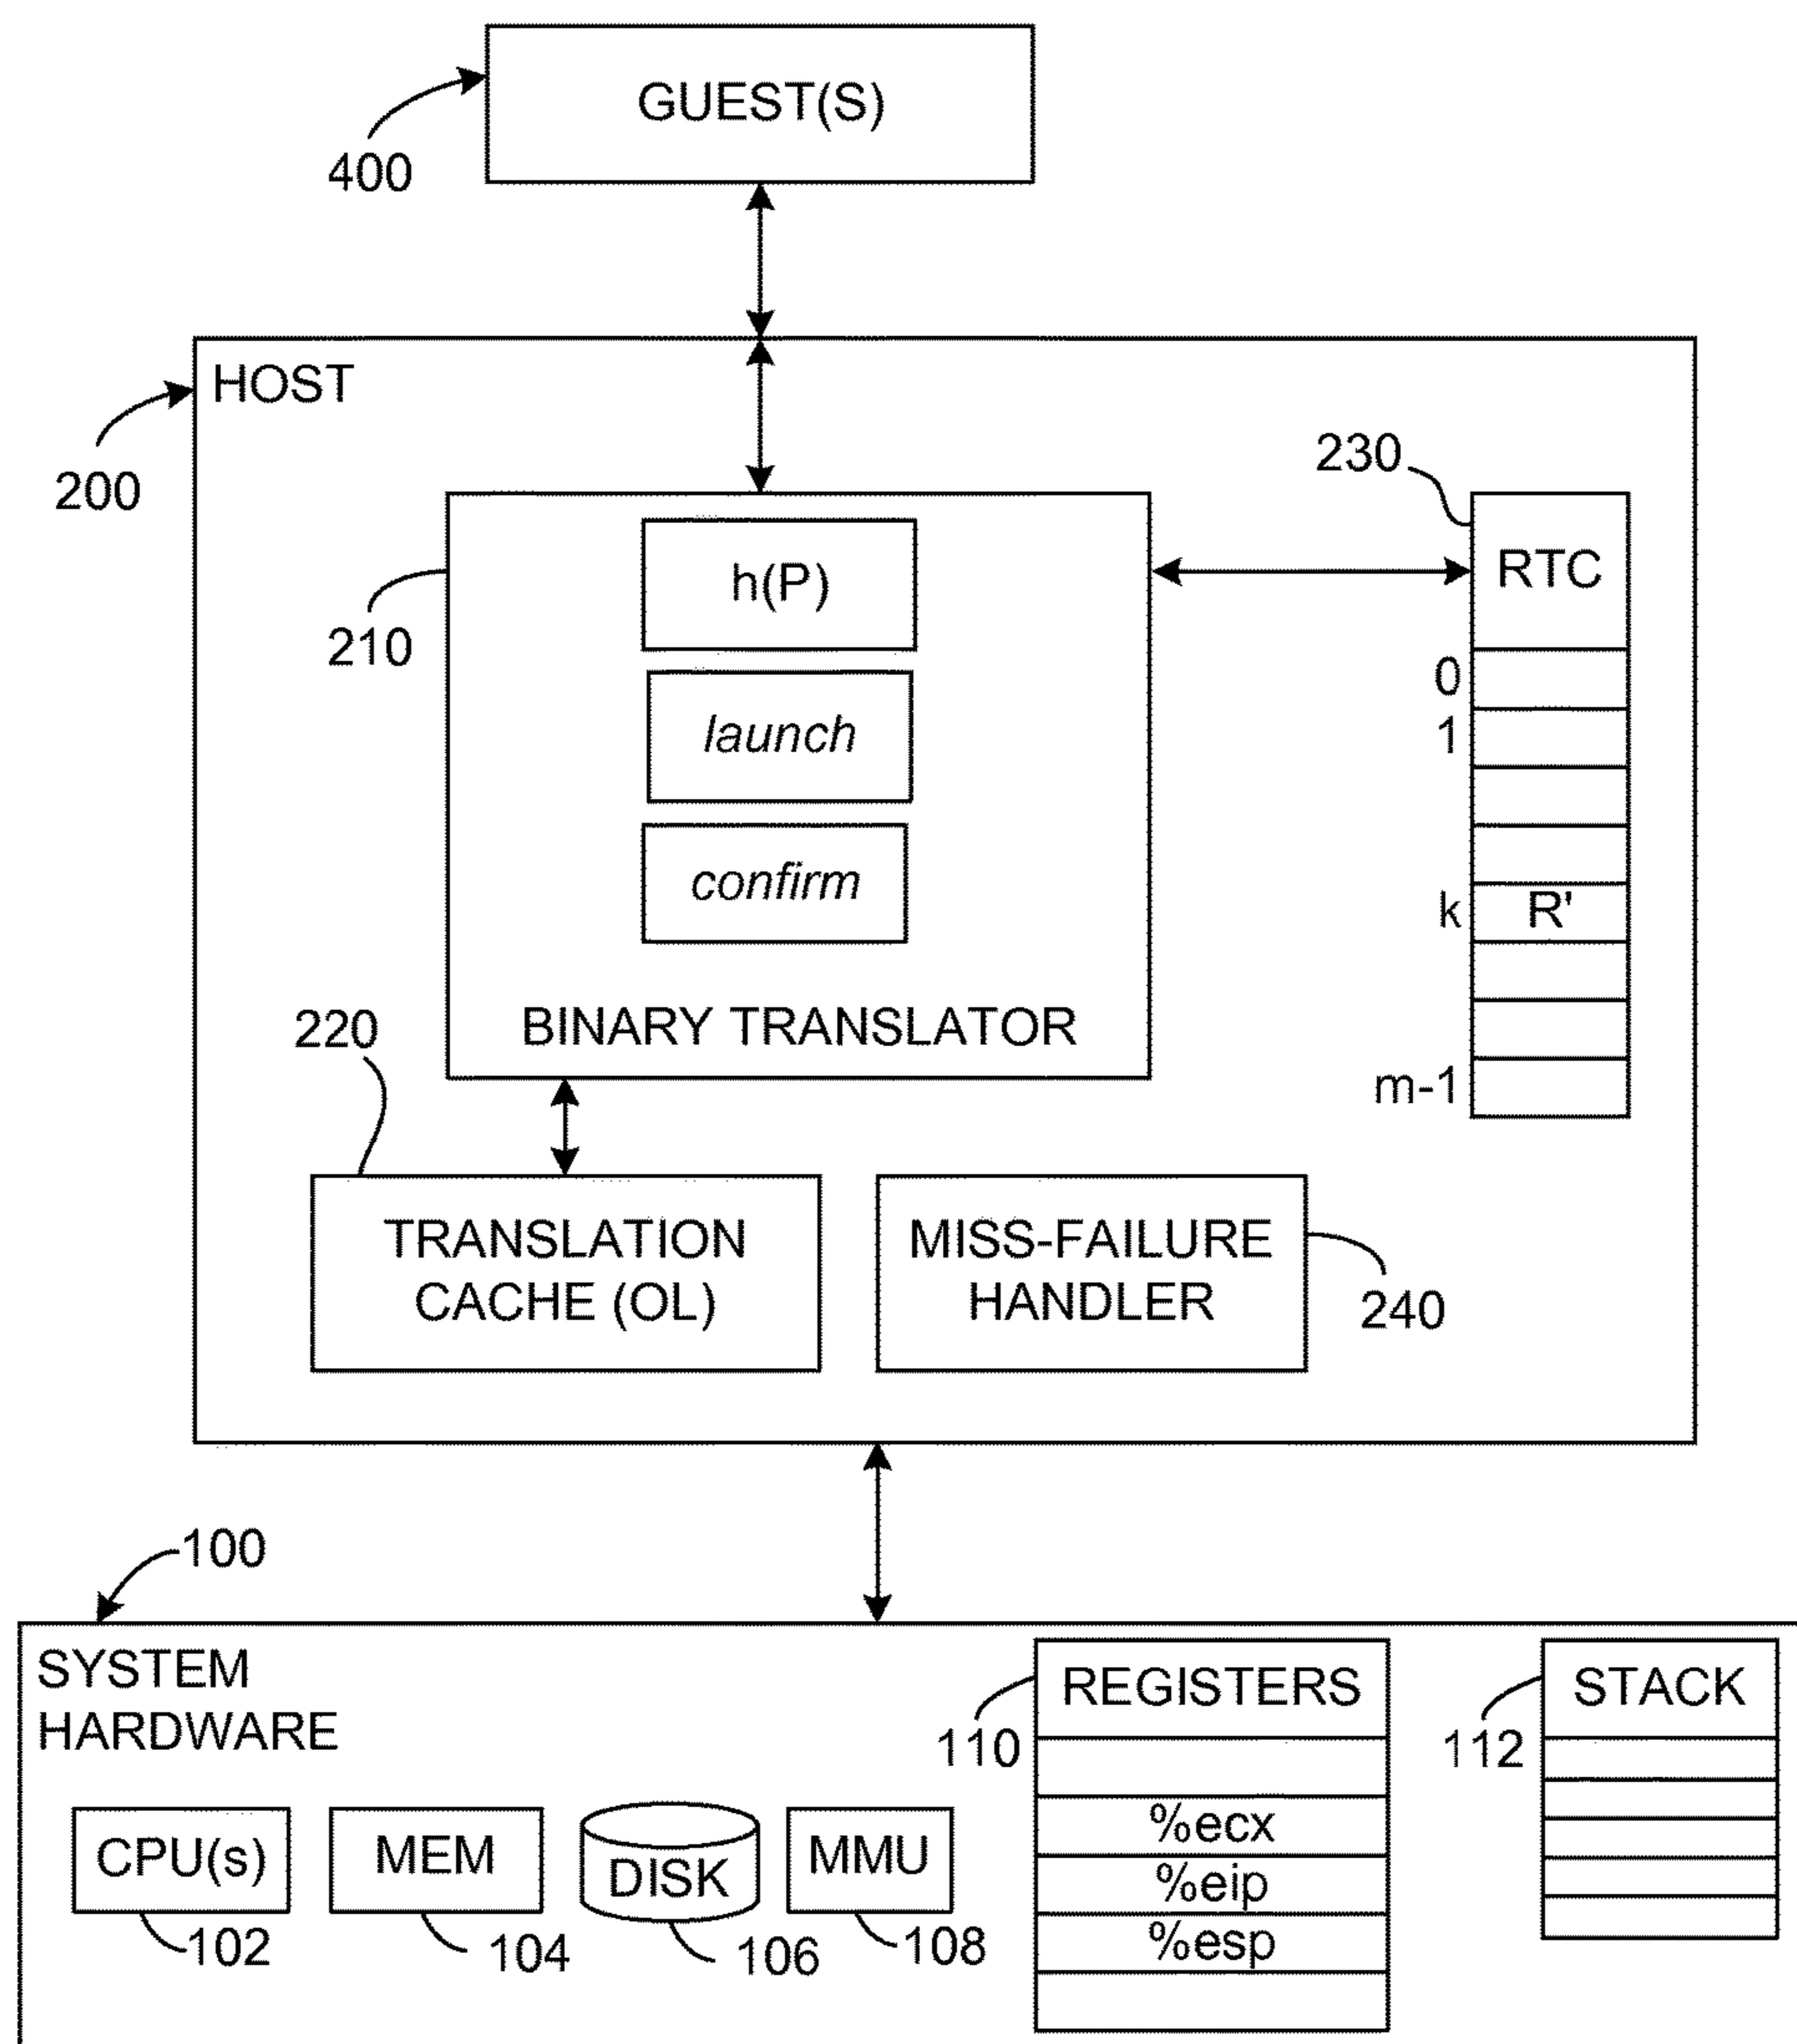 GUEST(S)
400
HOST
200
230
RTC
h(P)
210
0
launch
1
confirm
k
R'
220
BINARY TRANSLATOR
m-1
TRANSLATION
CACHE (OL)
MISS-FAILURE
HANDLER
240
100
SYSTEM
HARDWARE
REGISTERS
STACK
110
112
%ecx
CPU(s)
MEM
DISK
MMU
%eip
%esp
102
104
106
108